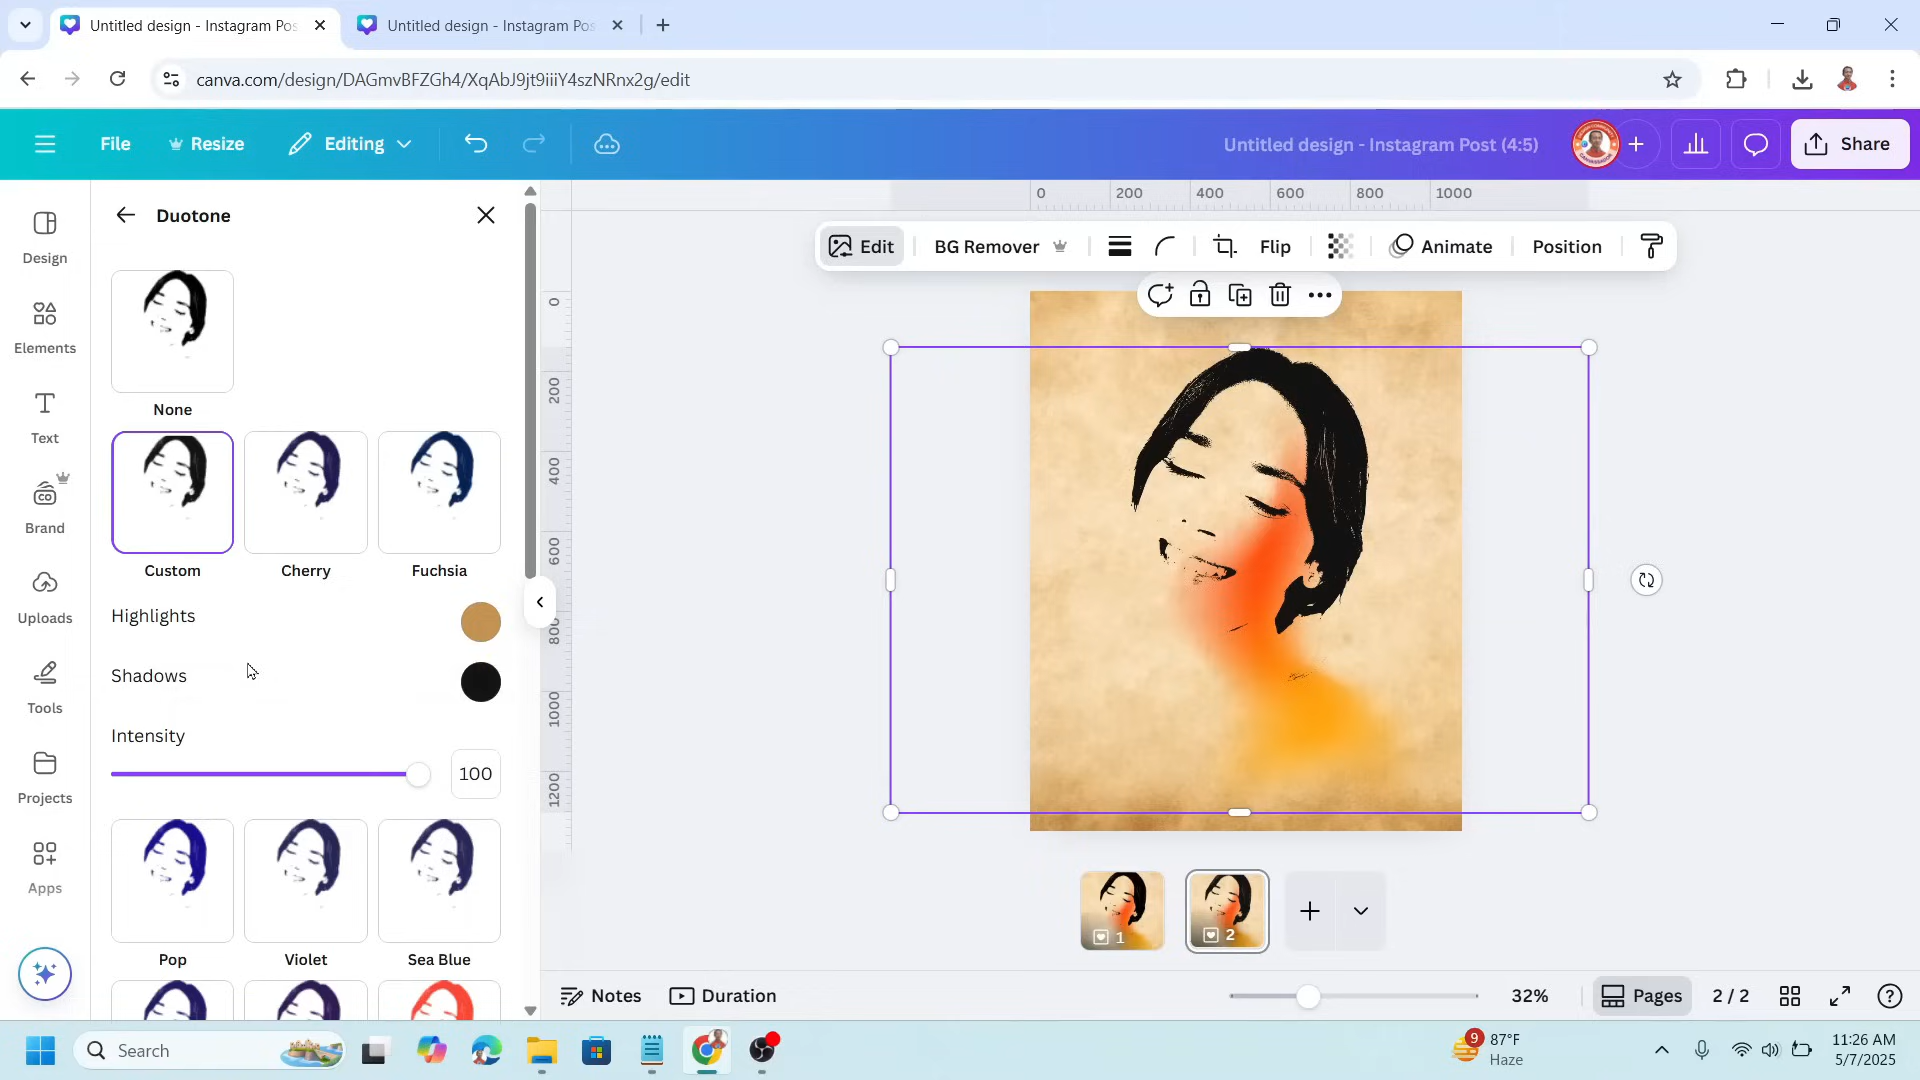 Untitled design - Instagram Pos
Untitled design - Instagram Pos
canva.com/design/DAGmvBFZGh4/XqAbJ9jt9iiiY4szNRnx2g/edit
File
Resize
Editing
Untitled design - Instagram Post (4:5)
Share
Design
Elements
Text
Brand
Uploads
Tools
Projects
Apps
Duotone
None
Custom
Cherry
Fuchsia
Highlights
Shadows
Intensity
100
Pop
Violet
Sea Blue
0 200 400 600 800 1000
0
200
400
600
800
1000
1200
Edit
BG Remover
Flip
Animate
Position
1
2
Notes
Duration
32%
Pages
2 / 2
Search
9
87°F
Haze
11:26 AM
5/7/2025